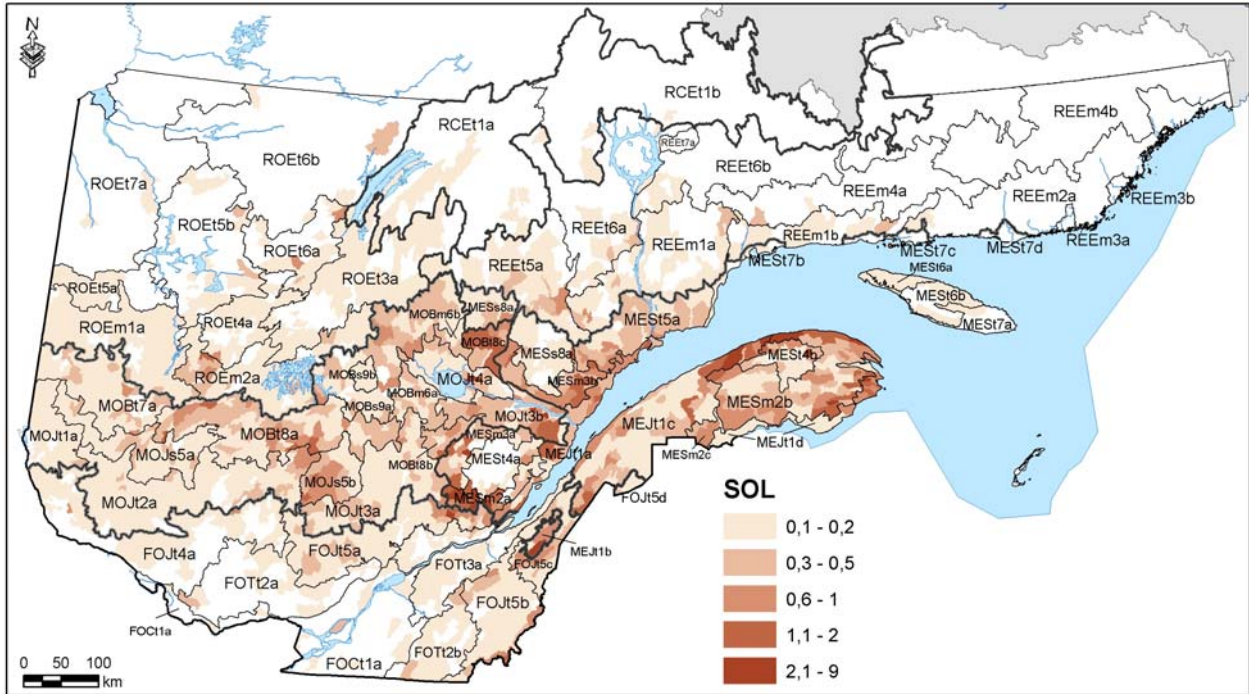 N
RCEt1b
RCEt1a
REEm4b
ROEt6b
REEt7a
REEt6b
ROEt7a
REEm4a
REEm2a
REEm3b
ROEt5b
REEt6a
REEm1a
REEm1b
MESt7c
MESt7d
REEm3a
ROEt6a
MESt7b
MESt6a
ROEt3a
REEt5a
ROEt5a
MESt6b
MESs8a
MESt5a
MESt7a
ROEm1a
ROEt4a
MOBm6b
MOBt8c
MESs8a
MESt4b
ROEm2a
MOBs9b
MOJt4a
MESm3b
MOBm6a
MESm2b
MOBt7a
MOBs9a
MOJt3b
MEJt1c
MOJt1a
MOBt8a
MESm3a
MEJt1d
MOJs5a
MESt4a
MEJt1a
MESm2c
MOBt8b
MOJt2a
MOJs5b
MESm2a
FOJt5d
MOJt3a
SOL
0,1 - 0,2
FOJt4a
FOJt5a
MEJt1b
0,3 - 0,5
FOTt3a
FOJt5c
FOTt2a
0,6 - 1
FOJt5b
FOCt1a
1,1 - 2
FOTt2b
FOCt1a
2,1 - 9
0 50 100
km